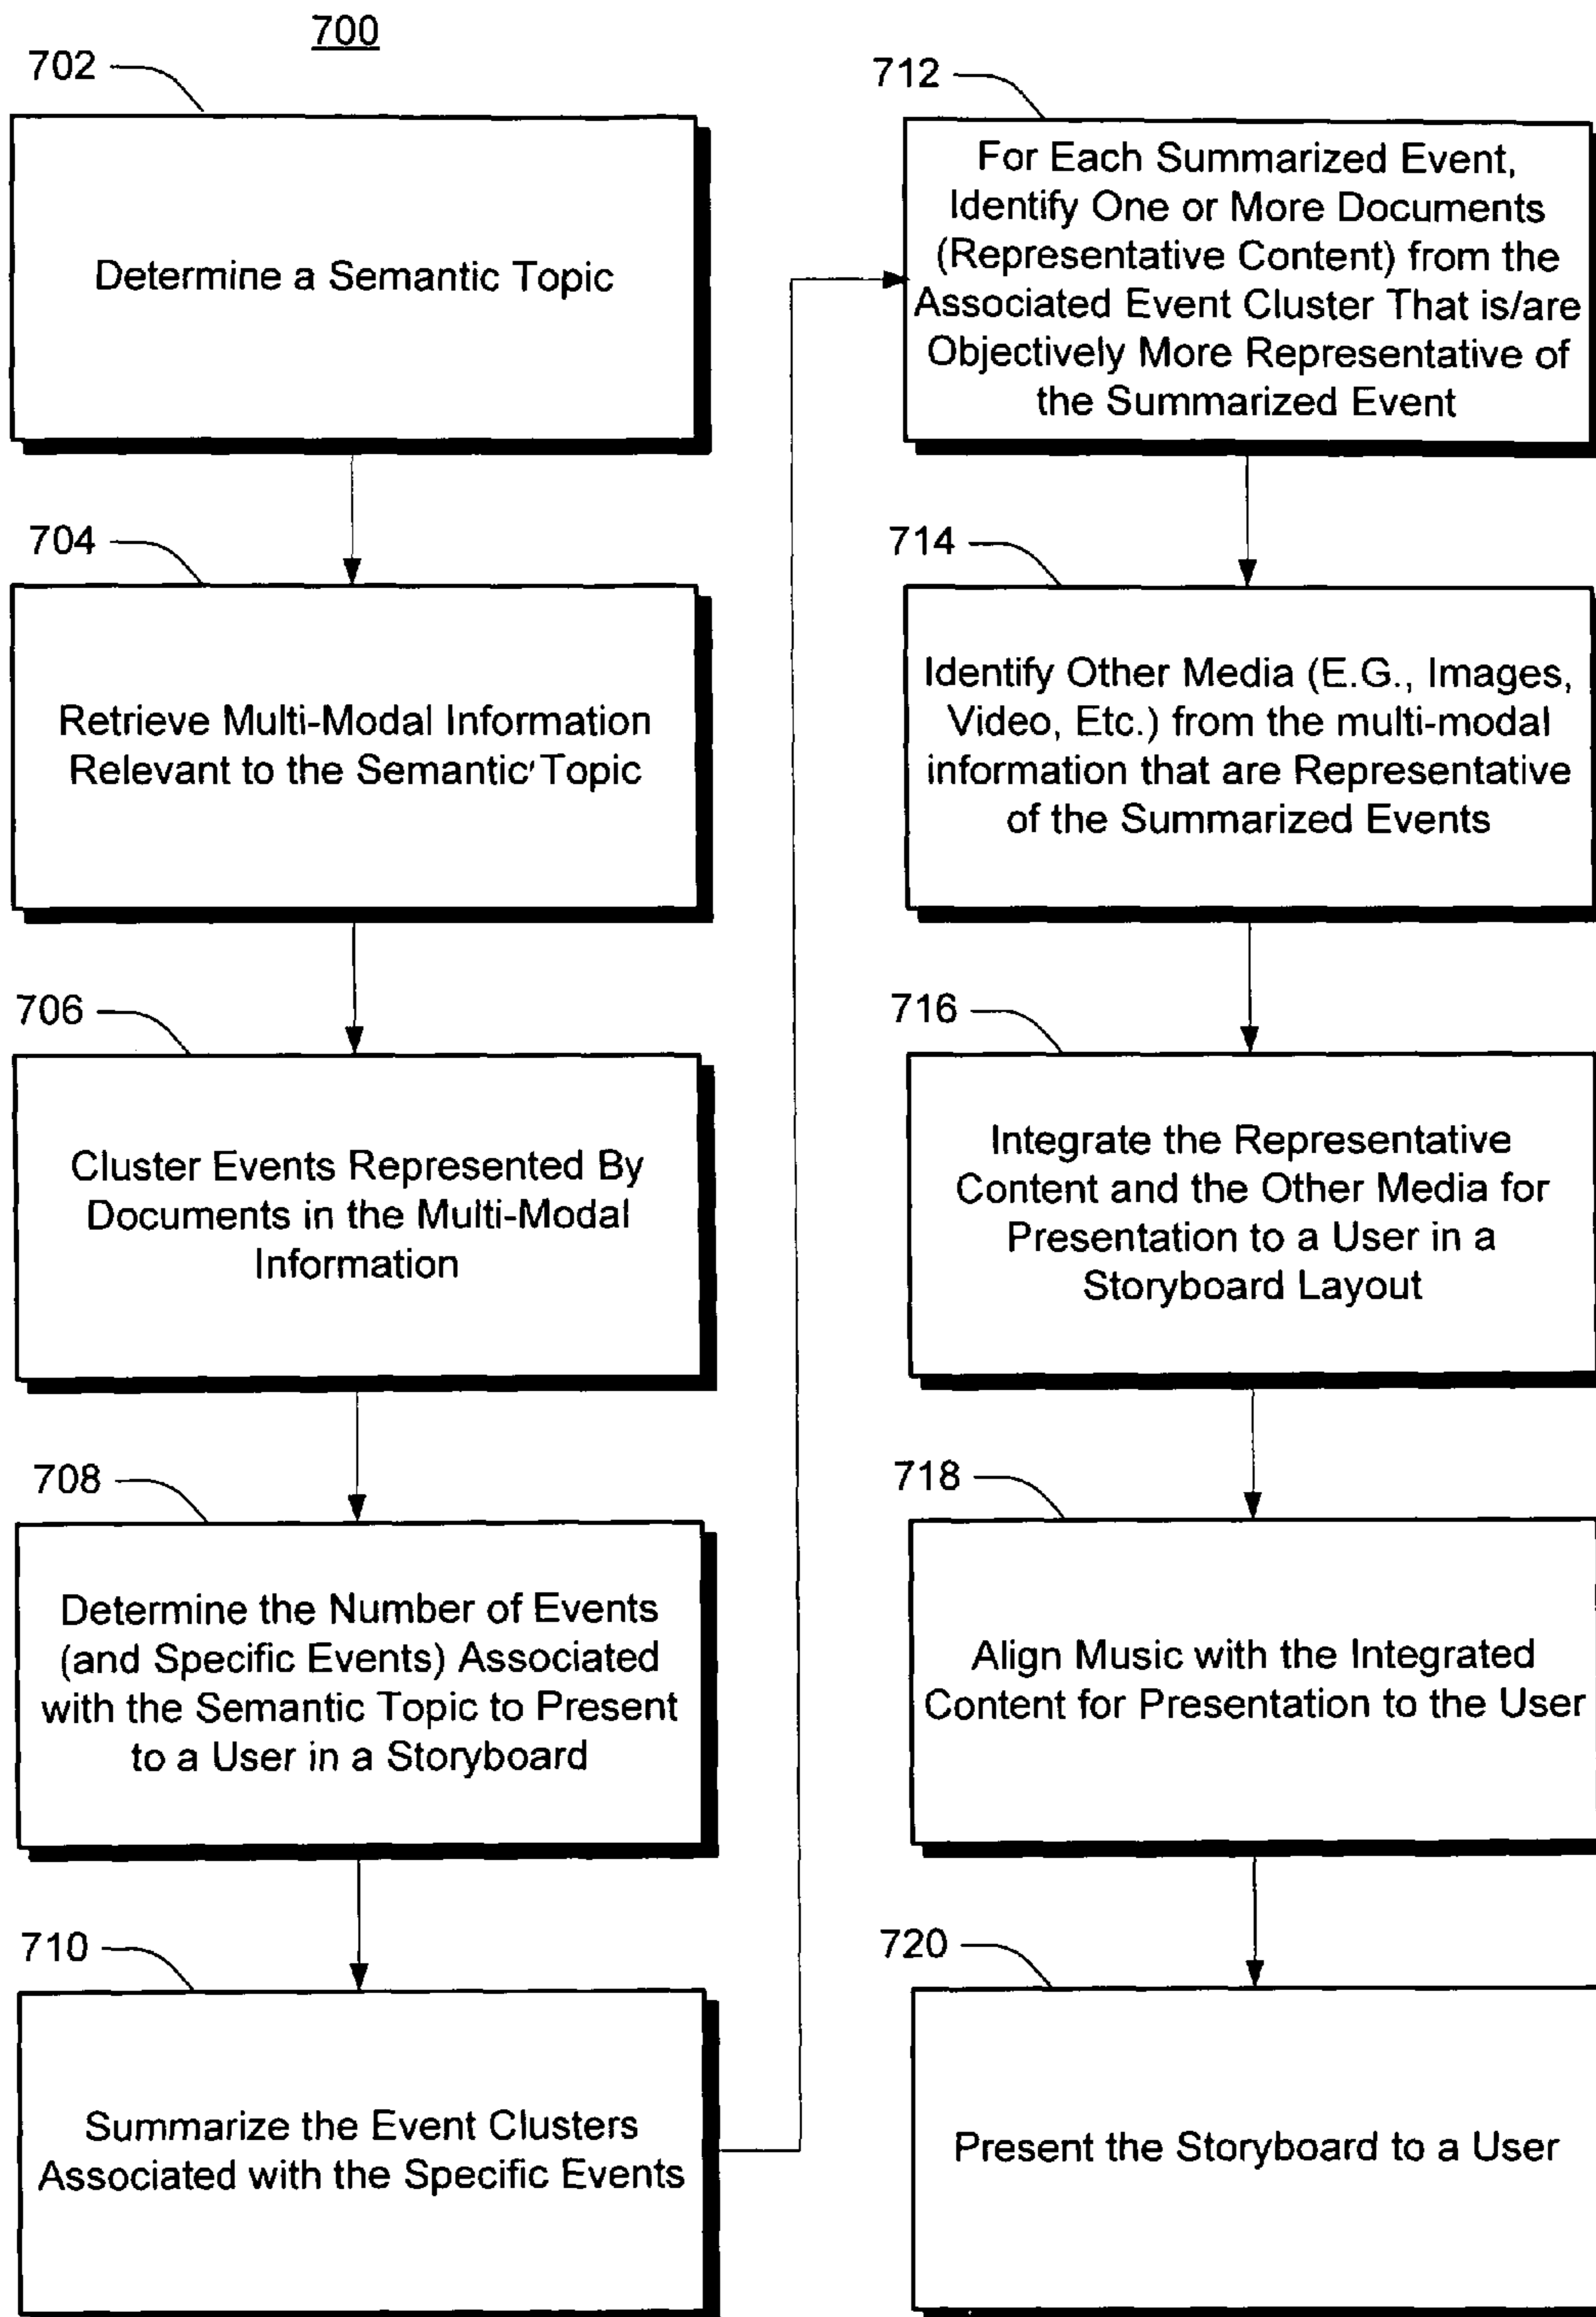 700
702
Determine a Semantic Topic
704
Retrieve Multi-Modal Information
Relevant to the Semantic Topic
706
Cluster Events Represented By
Documents in the Multi-Modal
Information
708
Determine the Number of Events
(and Specific Events) Associated
with the Semantic Topic to Present
to a User in a Storyboard
710
Summarize the Event Clusters
Associated with the Specific Events
712
For Each Summarized Event,
Identify One or More Documents
(Representative Content) from the
Associated Event Cluster That is/are
Objectively More Representative of
the Summarized Event
714
Identify Other Media (E.G., Images,
Video, Etc.) from the multi-modal
information that are Representative
of the Summarized Events
716
Integrate the Representative
Content and the Other Media for
Presentation to a User in a
Storyboard Layout
718
Align Music with the Integrated
Content for Presentation to the User
720
Present the Storyboard to a User